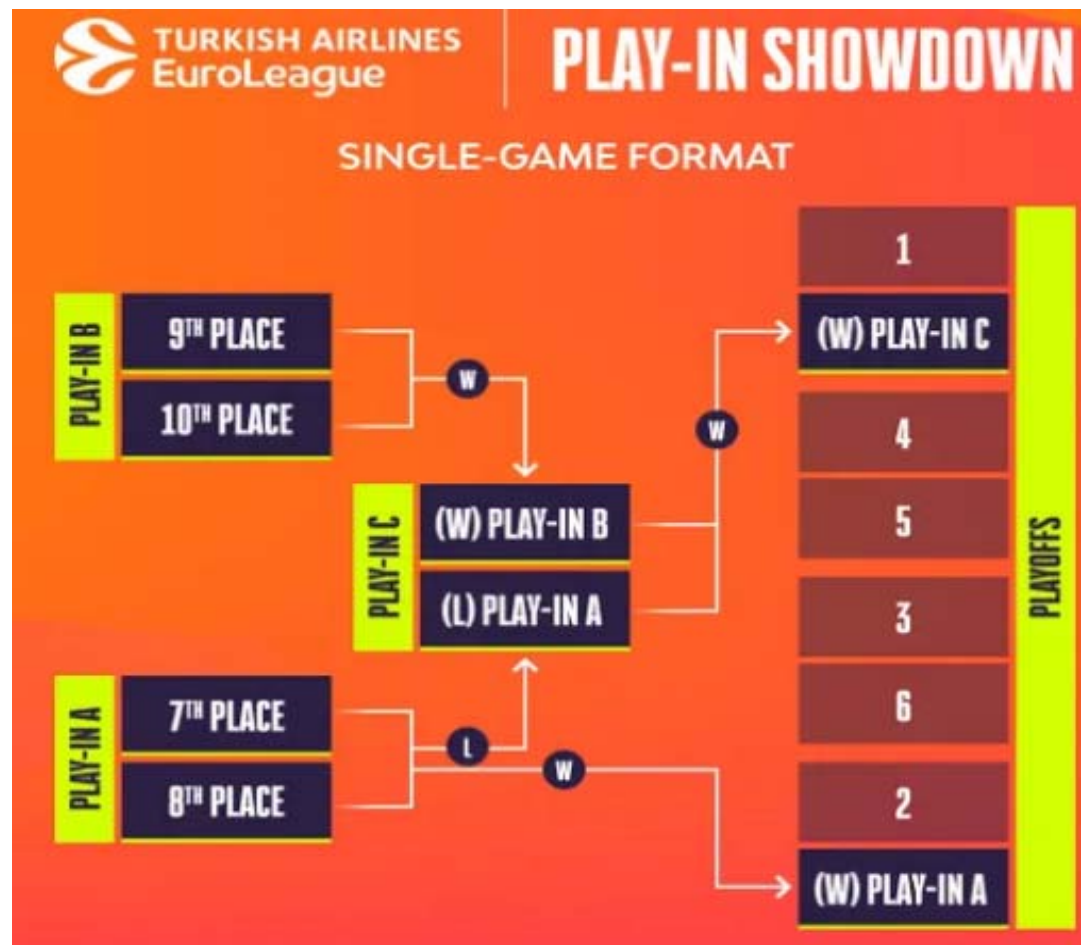 TURKISH AIRLINES
EuroLeague
PLAY-IN SHOWDOWN
SINGLE-GAME FORMAT
PLAY-IN B
9TH PLACE
10TH PLACE
W
PLAY-IN C
(W) PLAY-IN B
(L) PLAY-IN A
W
PLAY-IN A
7TH PLACE
8TH PLACE
L
W
1
(W) PLAY-IN C
4
5
3
6
2
(W) PLAY-IN A
PLAYOFFS